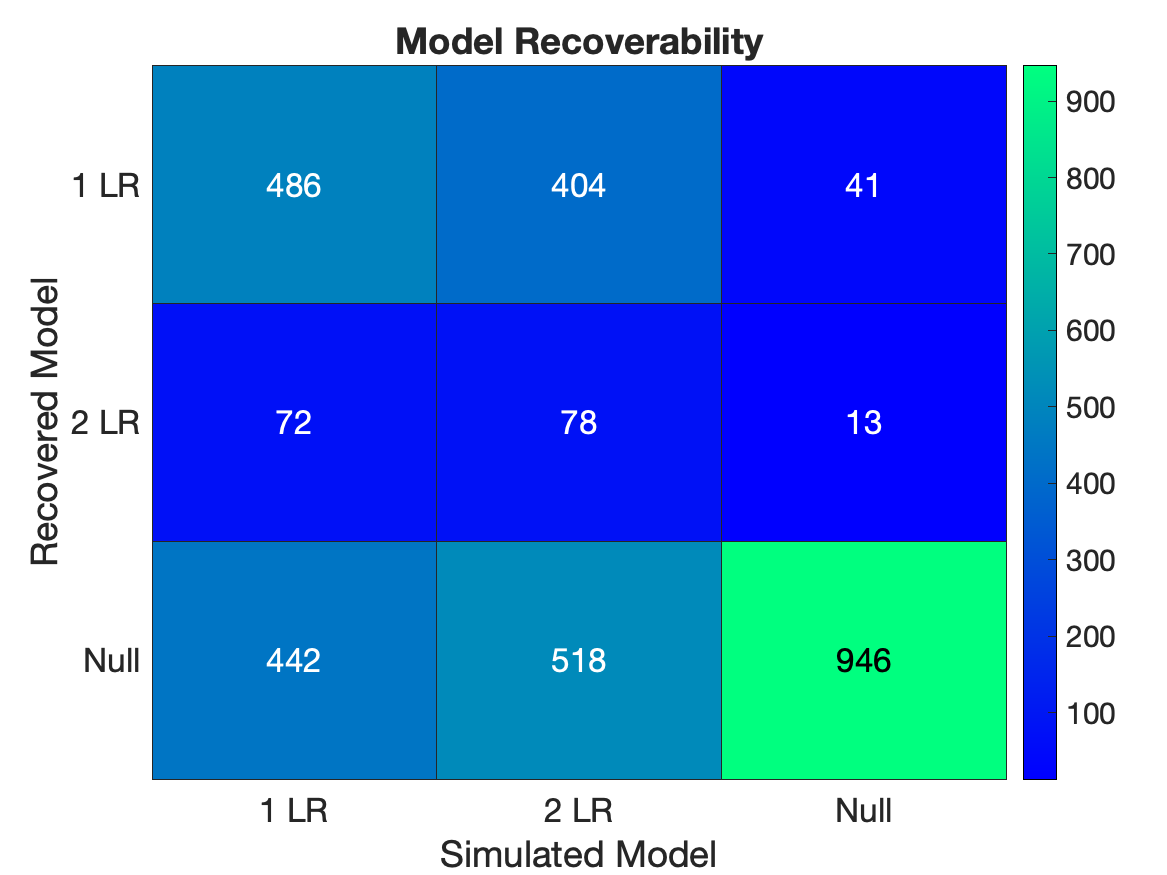 Model Recoverability
Recovered Model
1 LR
486
404
41
2 LR
72
78
13
Null
442
518
946
1 LR
2 LR
Null
Simulated Model
900
800
700
600
500
400
300
200
100